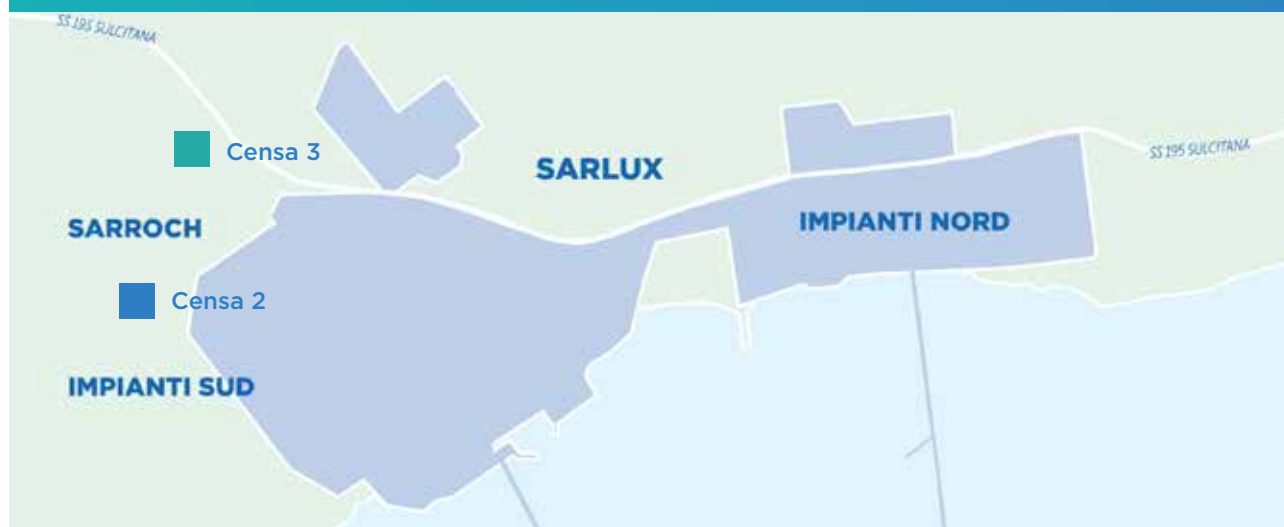 SS 195 SULCITANA
Censa 3
SARLUX
SS 195 SULCITANA
SARROCH
IMPIANTI NORD
Censa 2
IMPIANTI SUD